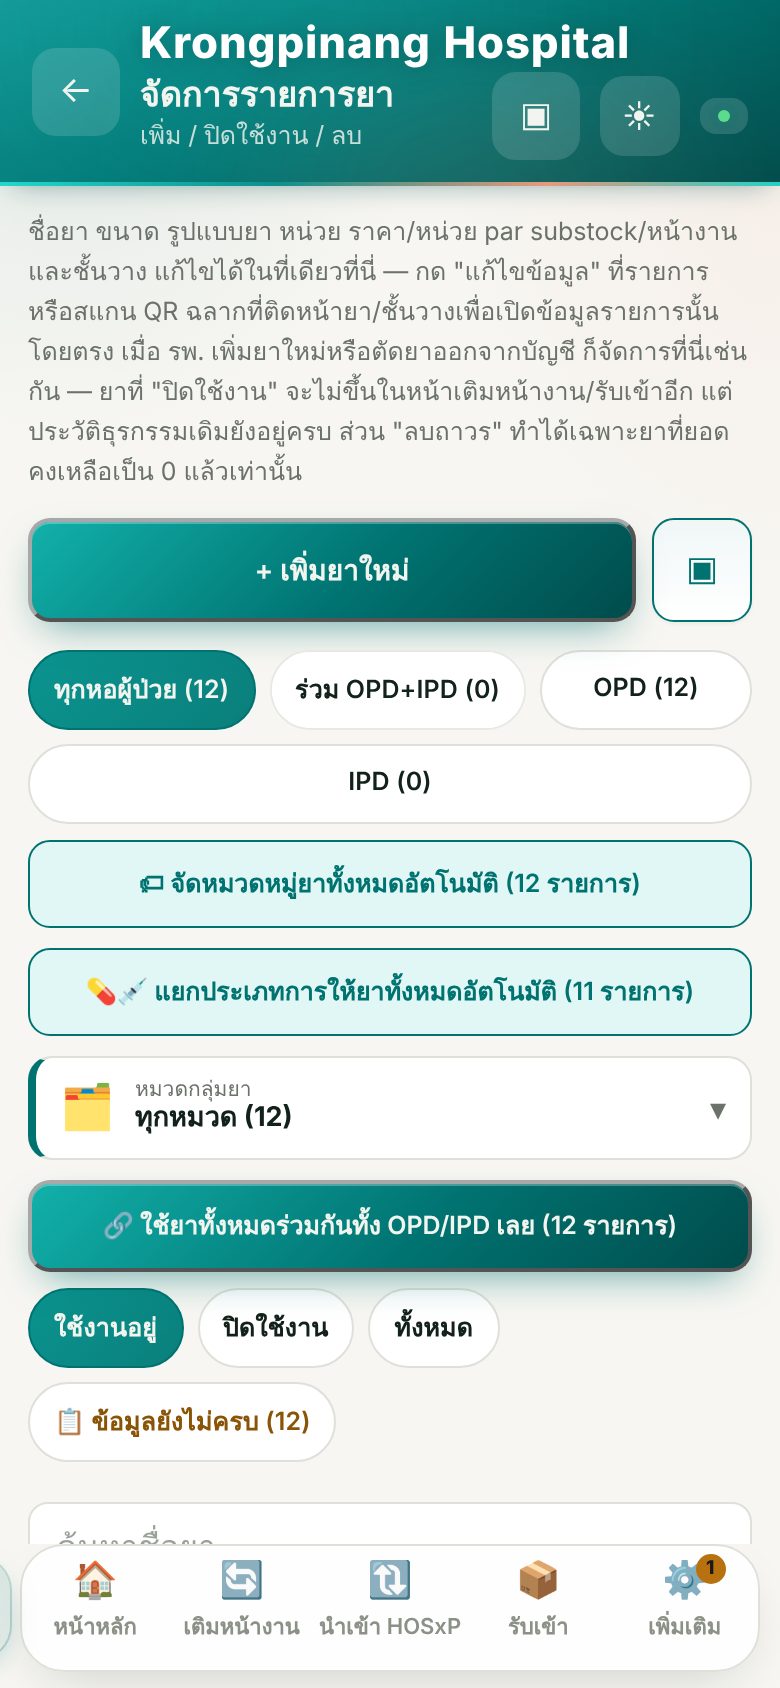 Krongpinang Hospital
จัดการรายการยา
เพิ่ม / ปิดใช้งาน / ลบ
ชื่อยา ขนาด รูปแบบยา หน่วย ราคา/หน่วย par substock/หน้างาน
และชั้นวาง แก้ไขได้ในที่เดียวที่นี่ — กด "แก้ไขข้อมูล" ที่รายการ
หรือสแกน QR ฉลากที่ติดหน้ายา/ชั้นวางเพื่อเปิดข้อมูลรายการนั้น
โดยตรง เมื่อ รพ. เพิ่มยาใหม่หรือตัดยาออกจากบัญชี ก็จัดการที่นี่เช่น
กัน — ยาที่ "ปิดใช้งาน" จะไม่ขึ้นในหน้าเติมหน้างาน/รับเข้าอีก แต่
ประวัติธุรกรรมเดิมยังอยู่ครบ ส่วน "ลบถาวร" ทำได้เฉพาะยาที่ยอด
คงเหลือเป็น 0 แล้วเท่านั้น
+ เพิ่มยาใหม่
ทุกหอผู้ป่วย (12)
ร่วม OPD+IPD (0)
OPD (12)
IPD (0)
จัดหมวดหมู่ยาทั้งหมดอัตโนมัติ (12 รายการ)
แยกประเภทการให้ยาทั้งหมดอัตโนมัติ (11 รายการ)
หมวดกลุ่มยา
ทุกหมวด (12)
ใช้ยาทั้งหมดร่วมกันทั้ง OPD/IPD เลย (12 รายการ)
ใช้งานอยู่
ปิดใช้งาน
ทั้งหมด
ข้อมูลยังไม่ครบ (12)
ค้นหาชื่อยา
หน้าหลัก
เติมหน้างาน
นำเข้า HOSxP
รับเข้า
1
เพิ่มเติม